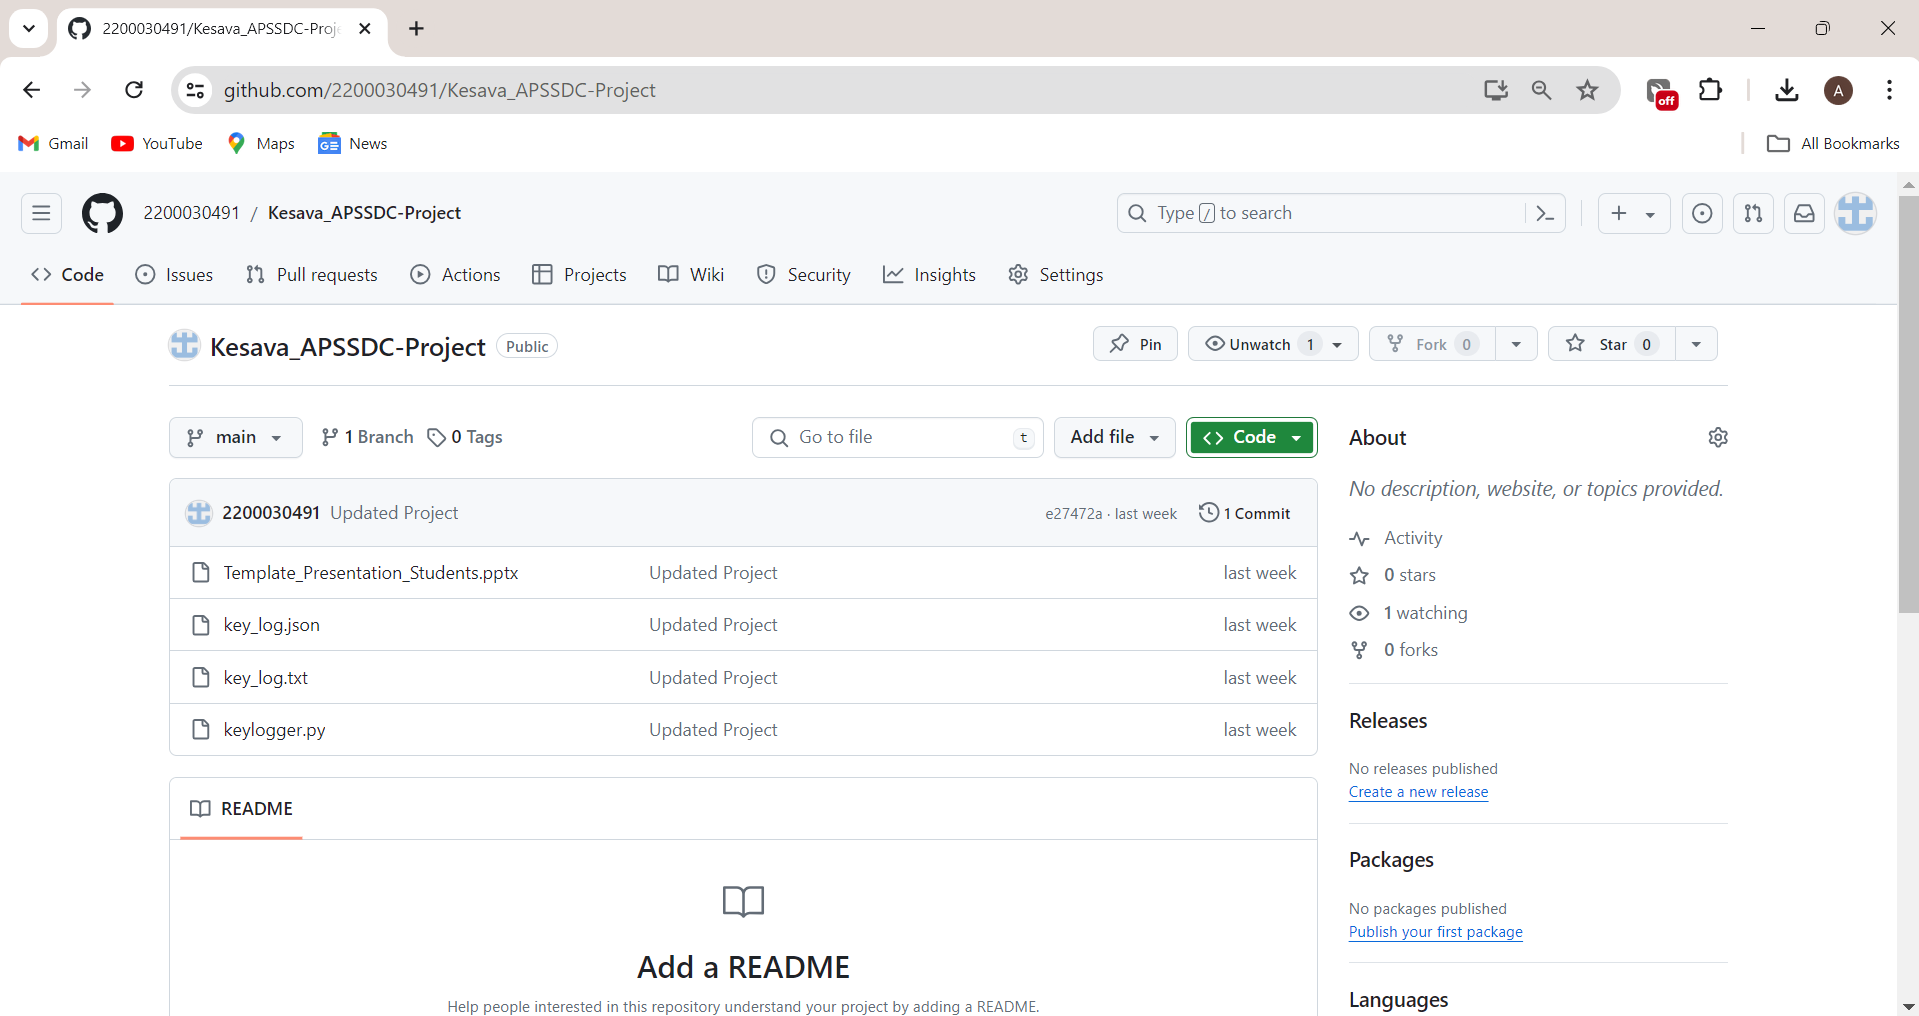 2200030491/Kesava_APSSDC-Proj
github.com/2200030491/Kesava_APSSDC-Project
off
A
Gmail YouTube Maps GE News All Bookmarks
2200030491 / Kesava_APSSDC-Project Type / to search
Code Issues Pull requests Actions Projects Wiki Security Insights Settings
Kesava_APSSDC-Project Public Pin Unwatch 1 Fork 0 Star 0
main 1 Branch 0 Tags Go to file t Add file Code
2200030491 Updated Project e27472a · last week 1 Commit
Template_Presentation_Students.pptx Updated Project last week
key_log.json Updated Project last week
key_log.txt Updated Project last week
keylogger.py Updated Project last week
README
Add a README
Help people interested in this repository understand your project by adding a README.
About
No description, website, or topics provided.
Activity
0 stars
1 watching
0 forks
Releases
No releases published
Create a new release
Packages
No packages published
Publish your first package
Languages